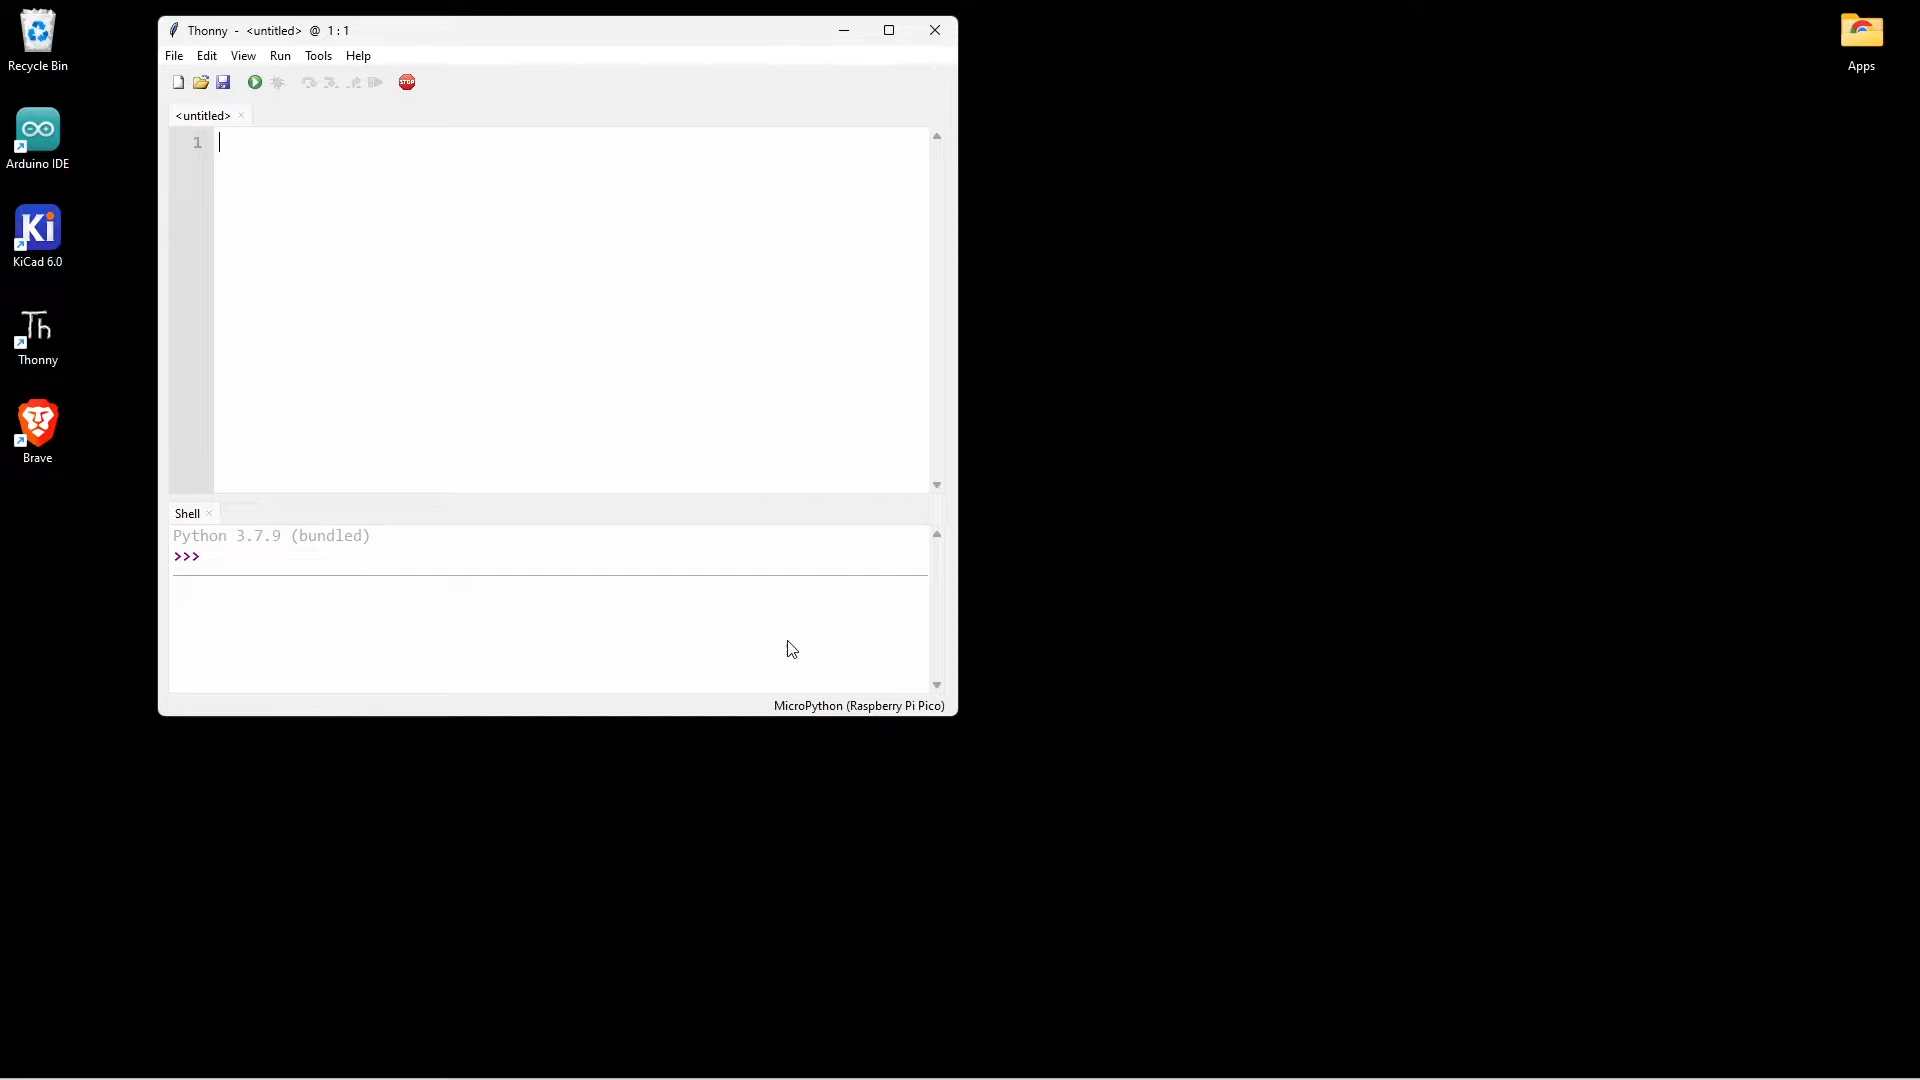 Recycle Bin
Arduino IDE
Ki
KiCad 6.0
Th
Thonny
Brave
Thonny - <untitled> @ 1 : 1
File Edit View Run Tools Help
STOP
<untitled>
1
Shell
Python 3.7.9 (bundled)
>>>
MicroPython (Raspberry Pi Pico)
Apps